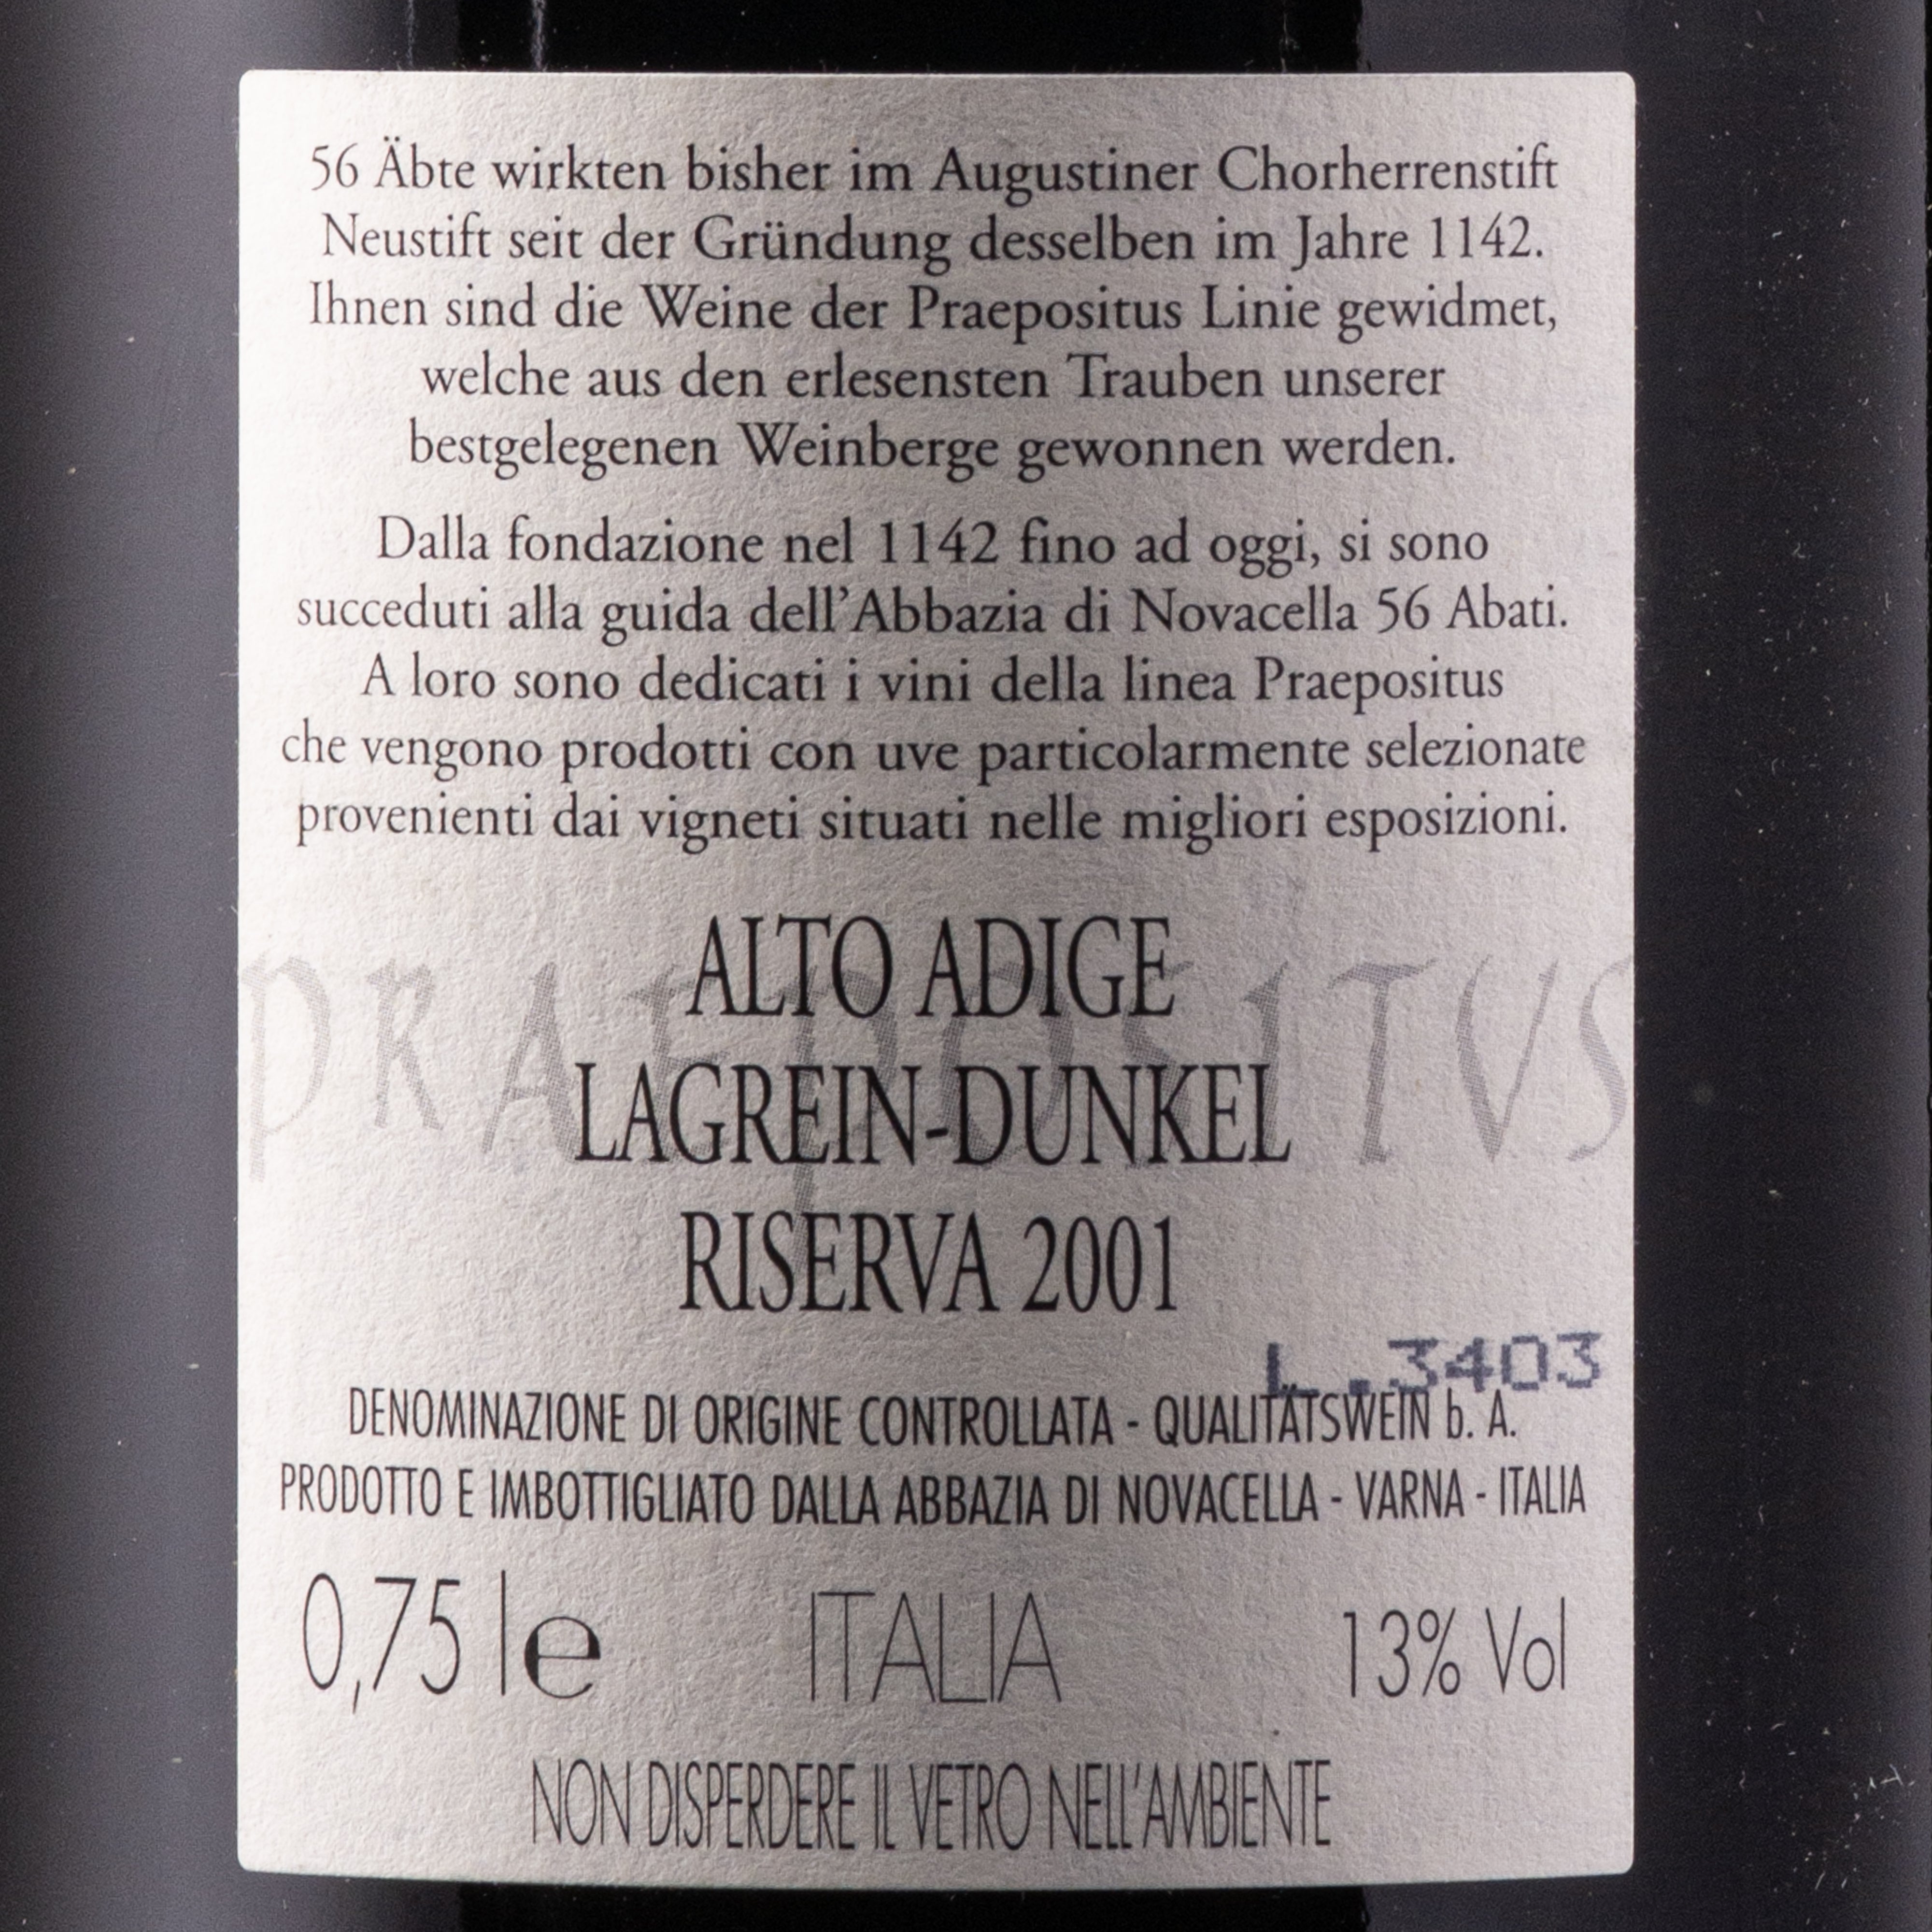 56 Äbte wirkten bisher im Augustiner Chorherrenstift
Neustift seit der Gründung desselben im Jahre 1142.
Ihnen sind die Weine der Praepositus Linie gewidmet,
welche aus den erlesensten Trauben unserer
bestgelegenen Weinberge gewonnen werden.
Dalla fondazione nel 1142 fino ad oggi, si sono
succeduti alla guida dell'Abbazia di Novacella 56 Abati.
A loro sono dedicati i vini della linea Praepositus
che vengono prodotti con uve particolarmente selezionate
provenienti dai vigneti situati nelle migliori esposizioni.
PRAEPOSITVS
ALTO ADIGE
LAGREIN-DUNKEL
RISERVA 2001
L.3403
DENOMINAZIONE DI ORIGINE CONTROLLATA - QUALITÄTSWEIN b. A.
PRODOTTO E IMBOTTIGLIATO DALLA ABBAZIA DI NOVACELLA - VARNA - ITALIA
0,75 l e ITALIA 13% Vol
NON DISPERDERE IL VETRO NELL'AMBIENTE